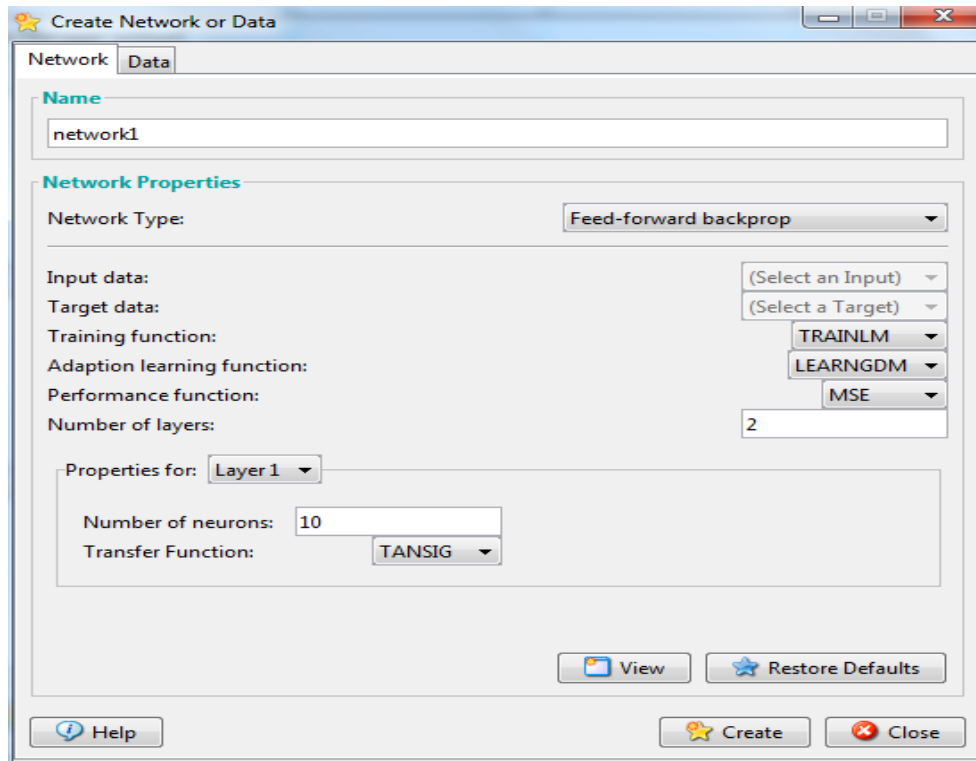 Create Network or Data
Network Data
Name
network1
Network Properties
Network Type: Feed-forward backprop
Input data: (Select an Input)
Target data: (Select a Target)
Training function: TRAINLM
Adaption learning function: LEARNGDM
Performance function: MSE
Number of layers: 2
Properties for: Layer 1
Number of neurons: 10
Transfer Function: TANSIG
View Restore Defaults
Help Create Close